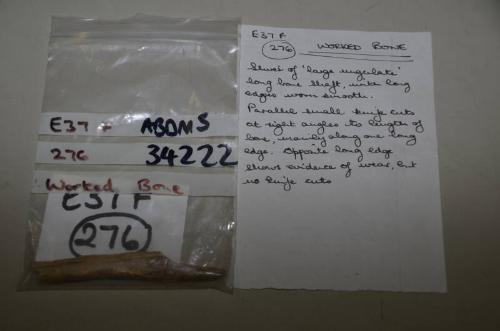 E37 F ABDMS
276 34222
Worked Bone
E37 F
276
E37 F
276 WORKED BONE
Sliver of 'large ungulate'
long bone shaft, with long
edges worn smooth.
Parallel small knife cuts
at right angles to length of
bone, mainly along one long
edge. Opposite long edge
shows evidence of wear, but
no knife cuts